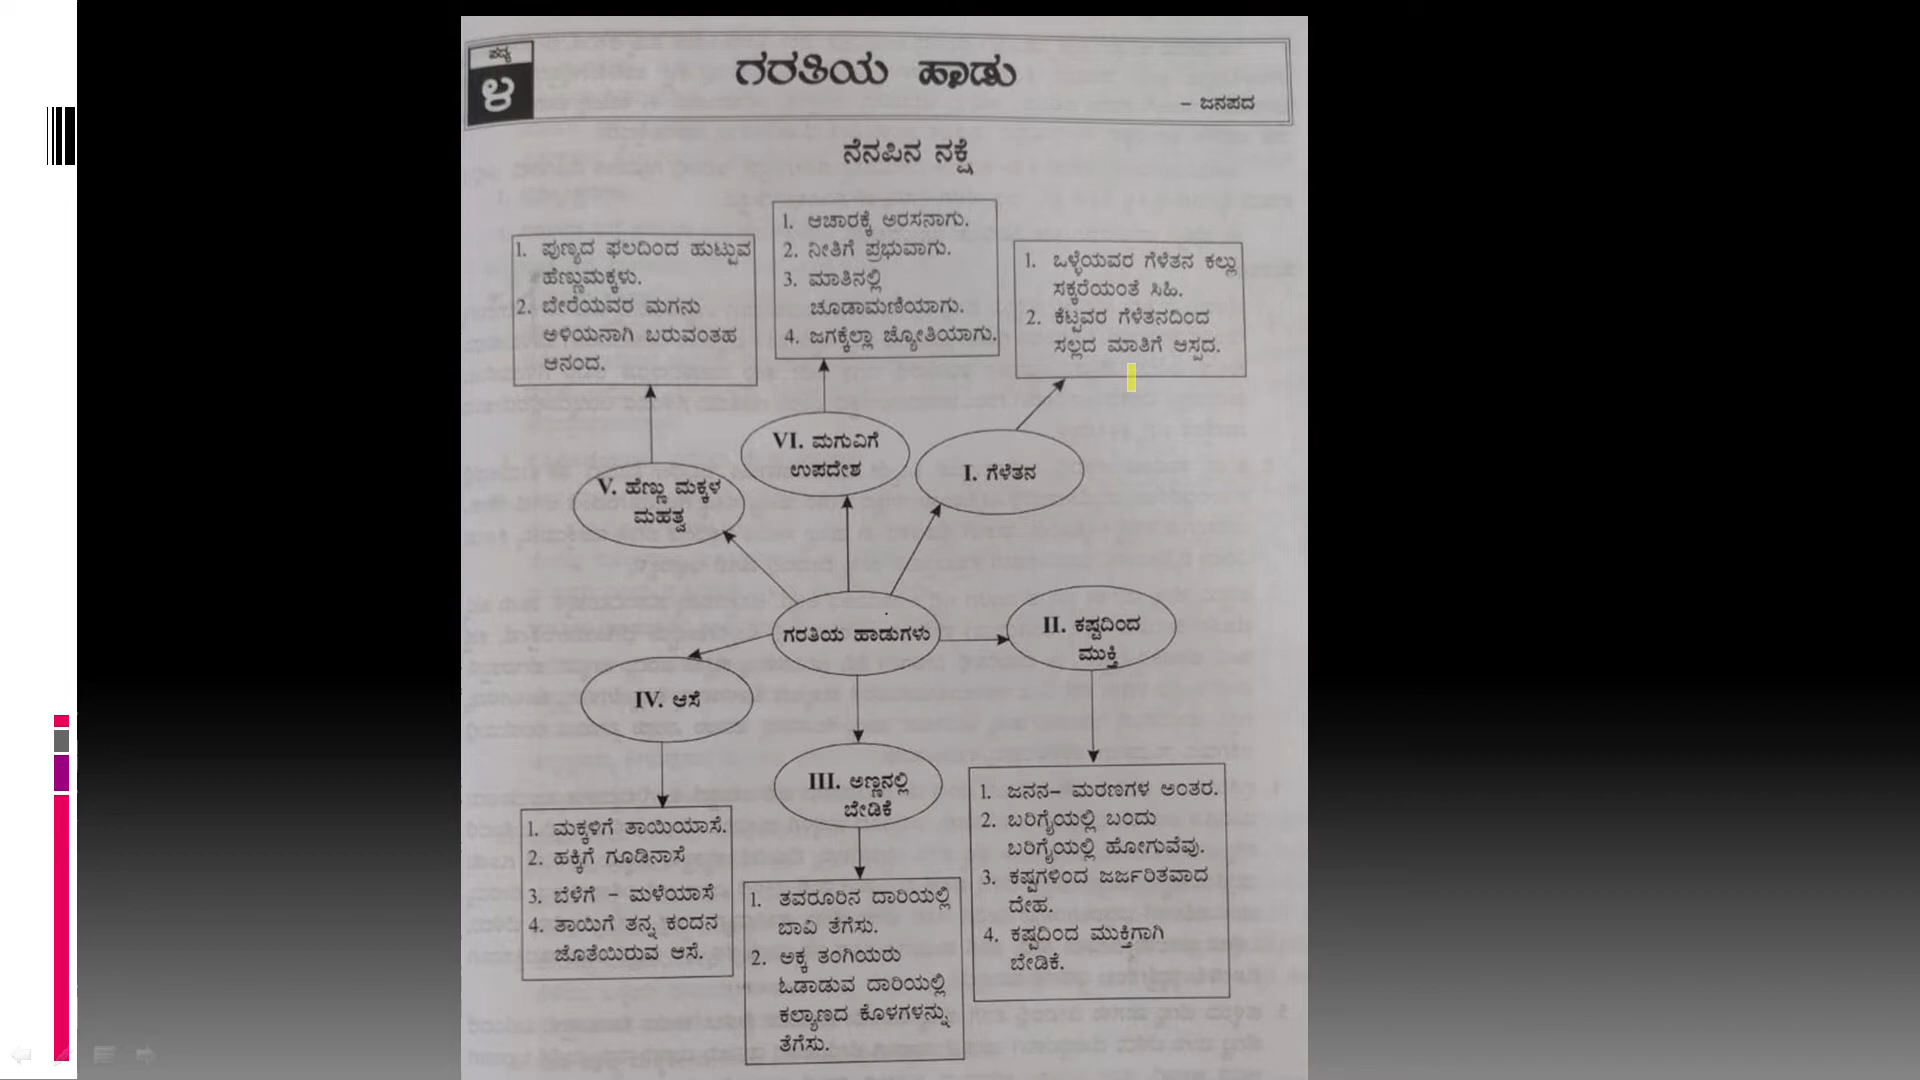 ಪದ್ಯ
೪
ಗರತಿಯ ಹಾಡು
– ಜನಪದ
ನೆನಪಿನ ನಕ್ಷೆ
1. ಪುಣ್ಯದ ಫಲದಿಂದ ಹುಟ್ಟುವ
ಹೆಣ್ಣುಮಕ್ಕಳು.
2. ಬೇರೆಯವರ ಮಗನು
ಅಳಿಯನಾಗಿ ಬರುವಂತಹ
ಆನಂದ.
1. ಆಚಾರಕ್ಕೆ ಅರಸನಾಗು.
2. ನೀತಿಗೆ ಪ್ರಭುವಾಗು.
3. ಮಾತಿನಲ್ಲಿ
ಚೂಡಾಮಣಿಯಾಗು.
4. ಜಗಕ್ಕೆಲ್ಲಾ ಜ್ಯೋತಿಯಾಗು.
1. ಒಳ್ಳೆಯವರ ಗೆಳೆತನ ಕಲ್ಲು
ಸಕ್ಕರೆಯಂತೆ ಸಿಹಿ.
2. ಕೆಟ್ಟವರ ಗೆಳೆತನದಿಂದ
ಸಲ್ಲದ ಮಾತಿಗೆ ಆಸ್ಪದ.
V. ಹೆಣ್ಣು ಮಕ್ಕಳ
ಮಹತ್ವ
VI. ಮಗುವಿಗೆ
ಉಪದೇಶ
I. ಗೆಳೆತನ
ಗರತಿಯ ಹಾಡುಗಳು
II. ಕಷ್ಟದಿಂದ
ಮುಕ್ತಿ
IV. ಆಸೆ
III. ಅಣ್ಣನಲ್ಲಿ
ಬೇಡಿಕೆ
1. ಮಕ್ಕಳಿಗೆ ತಾಯಿಯಾಸೆ.
2. ಹಕ್ಕಿಗೆ ಗೂಡಿನಾಸೆ
3. ಬೆಳೆಗೆ – ಮಳೆಯಾಸೆ
4. ತಾಯಿಗೆ ತನ್ನ ಕಂದನ
ಜೊತೆಯಿರುವ ಆಸೆ.
1. ತವರೂರಿನ ದಾರಿಯಲ್ಲಿ
ಬಾವಿ ತೆಗೆಸು.
2. ಅಕ್ಕ ತಂಗಿಯರು
ಓಡಾಡುವ ದಾರಿಯಲ್ಲಿ
ಕಲ್ಯಾಣದ ಕೊಳಗಳನ್ನು
ತೆಗೆಸು.
1. ಜನನ– ಮರಣಗಳ ಅಂತರ.
2. ಬರಿಗೈಯಲ್ಲಿ ಬಂದು
ಬರಿಗೈಯಲ್ಲಿ ಹೋಗುವೆವು.
3. ಕಷ್ಟಗಳಿಂದ ಜರ್ಜರಿತವಾದ
ದೇಹ.
4. ಕಷ್ಟದಿಂದ ಮುಕ್ತಿಗಾಗಿ
ಬೇಡಿಕೆ.